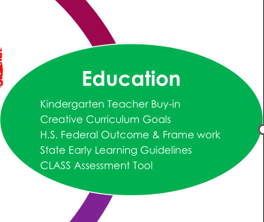 Education
Kindergarten Teacher Buy-in
Creative Curriculum Goals
H.S. Federal Outcome & Frame work
State Early Learning Guidelines
CLASS Assessment Tool